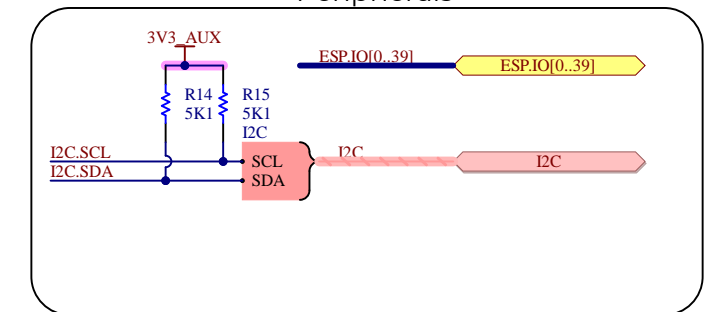 3V3_AUX
ESP.IO[0..39]
ESP.IO[0..39]
R14
5K1
R15
5K1
I2C
I2C.SCL
I2C.SDA
SCL
SDA
I2C
I2C